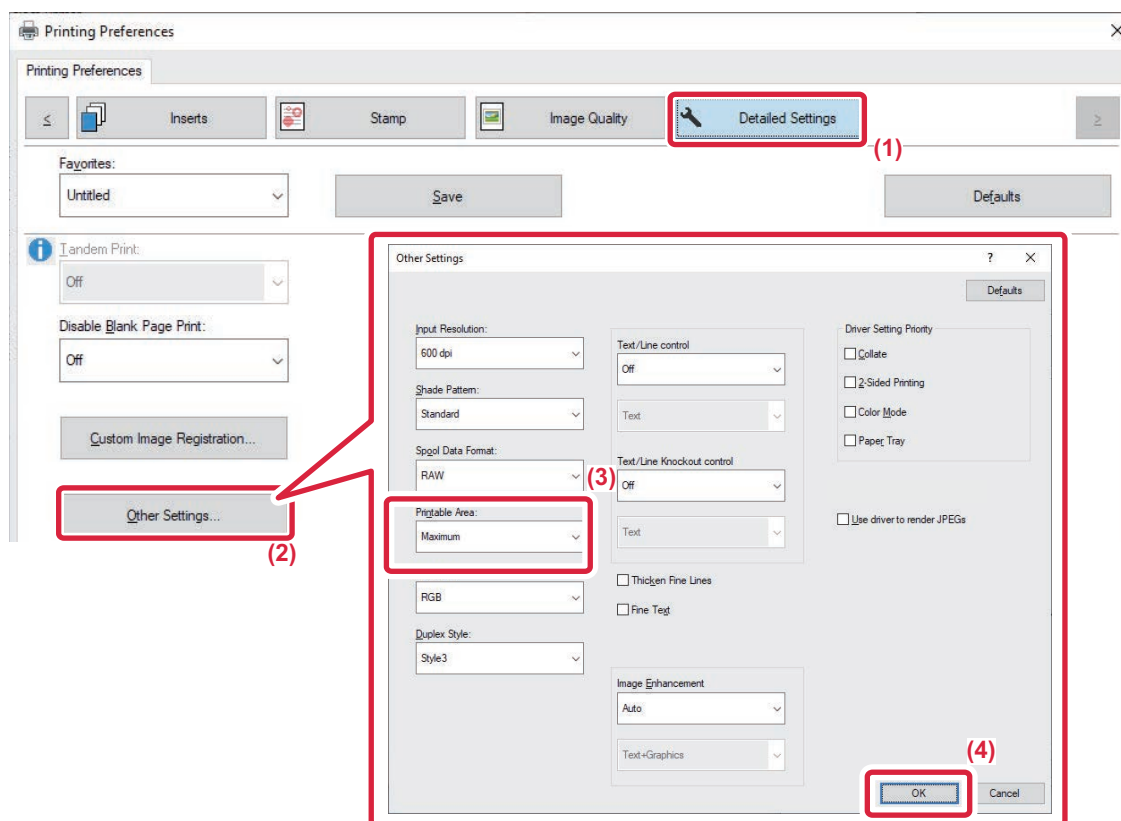 Printing Preferences
Printing Preferences
≤
Inserts
Stamp
Image Quality
Detailed Settings
≥
(1)
Favorites:
Untitled
Save
Defaults
Tandem Print:
Off
Disable Blank Page Print:
Off
Custom Image Registration...
Other Settings...
(2)
Other Settings
?
Defaults
Input Resolution:
600 dpi
Shade Pattern:
Standard
Spool Data Format:
RAW
(3)
Printable Area:
Maximum
RGB
Duplex Style:
Style3
Text/Line control
Off
Text
Text/Line Knockout control
Off
Text
Thicken Fine Lines
Fine Text
Image Enhancement
Auto
Text+Graphics
Driver Setting Priority
Collate
2-Sided Printing
Color Mode
Paper Tray
Use driver to render JPEGs
(4)
OK
Cancel